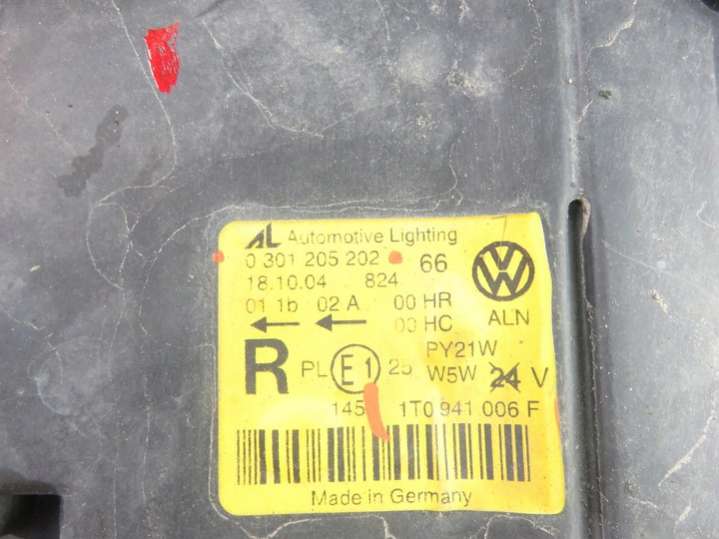 AL Automotive Lighting
0 301 205 202 66
18.10.04 824
01 1b 02 A 00 HR
00 HC ALN
R PL E1 25 PY21W
W5W 24 V
145 1T0 941 006 F
Made in Germany